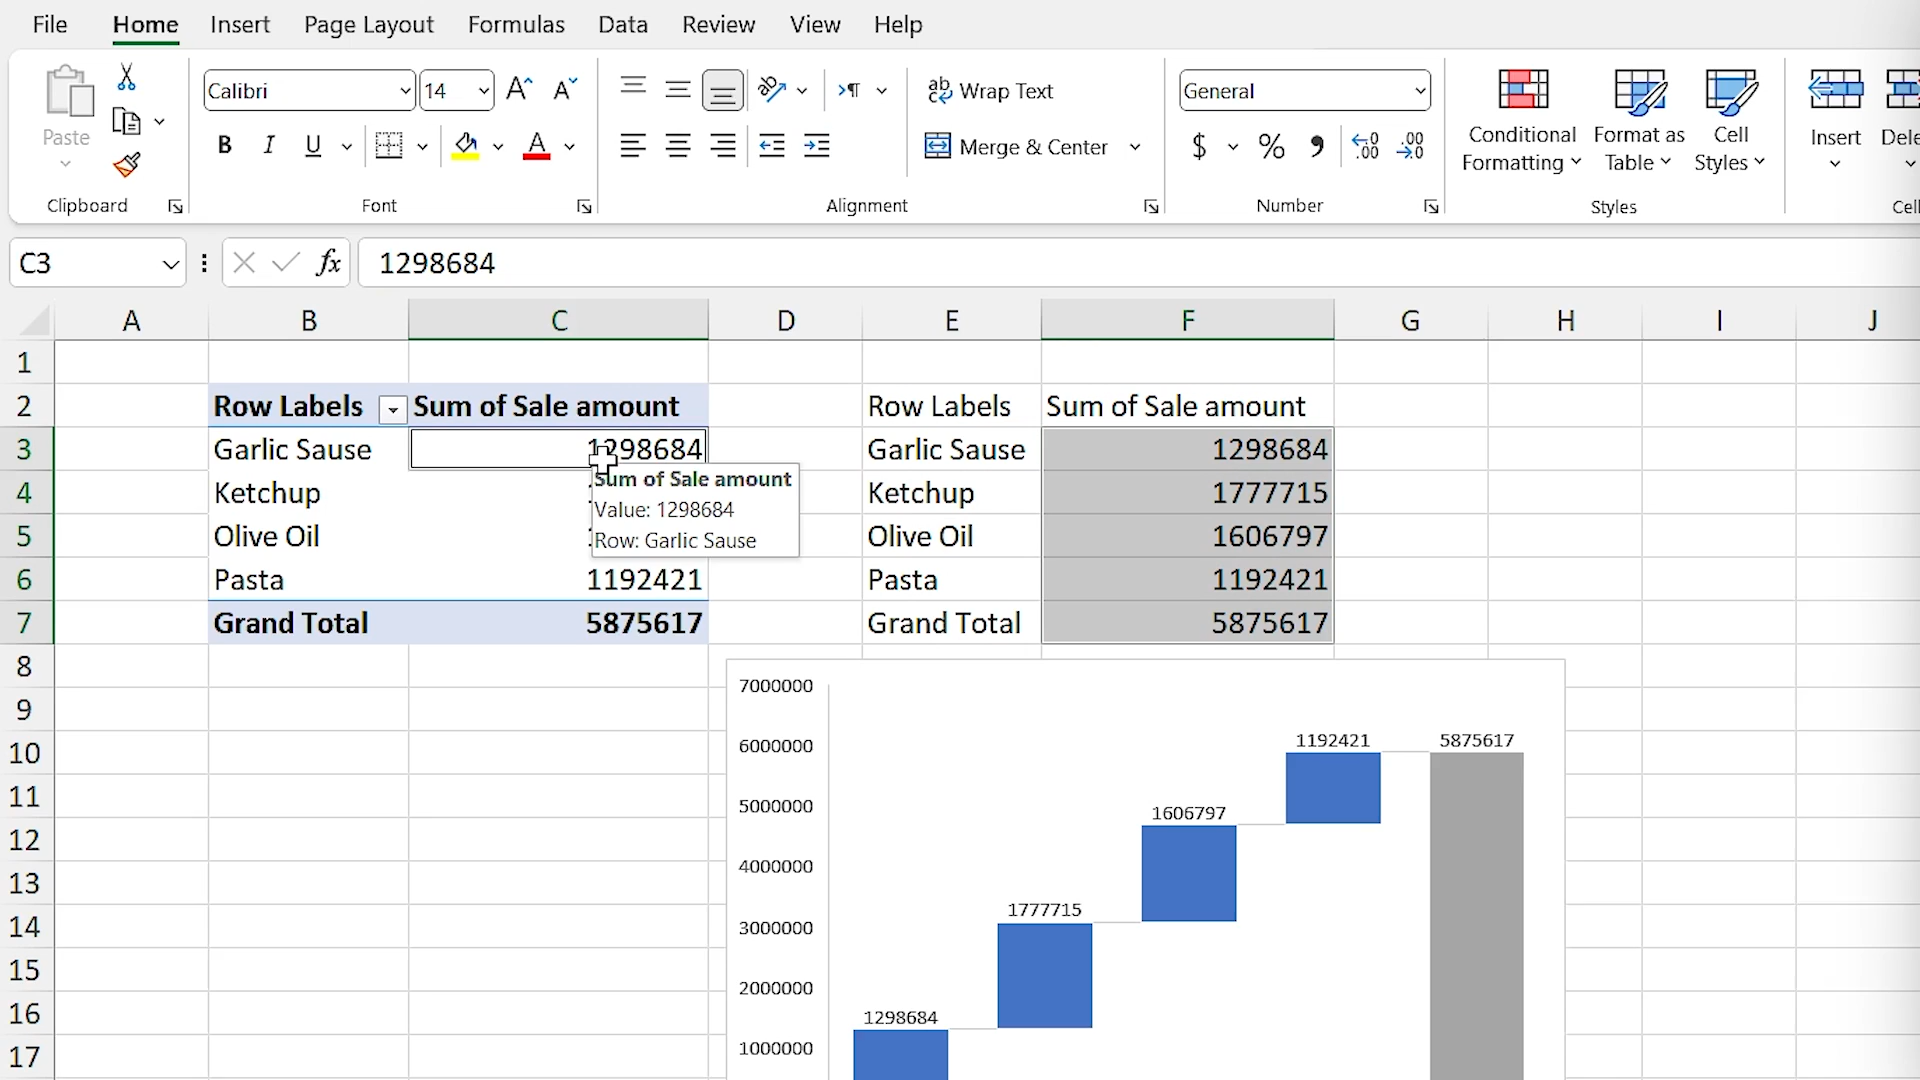 File Home Insert Page Layout Formulas Data Review View Help
Calibri 14 A A Wrap Text General
Paste B I U A Merge & Center $ % , .00 .00 Conditional Formatting Format as Table Cell Styles Insert
Clipboard Font Alignment Number Styles
C3 fx 1298684
A B C D E F G H I J
1
2 Row Labels Sum of Sale amount Row Labels Sum of Sale amount
3 Garlic Sause 1298684 Garlic Sause 1298684
Sum of Sale amount
Value: 1298684
Row: Garlic Sause
4 Ketchup Ketchup 1777715
5 Olive Oil Olive Oil 1606797
6 Pasta 1192421 Pasta 1192421
7 Grand Total 5875617 Grand Total 5875617
8
9
10
11
12
13
14
15
16
17
7000000
6000000
5000000
4000000
3000000
2000000
1000000
1298684
1777715
1606797
1192421
5875617